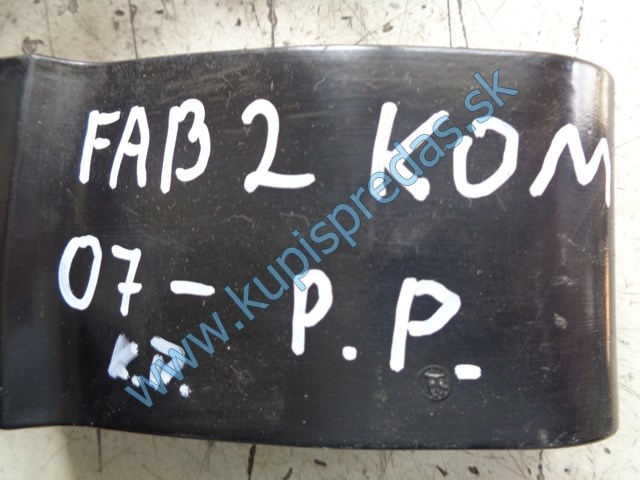 FAB 2 KOM
07- P.P.
www.kupispredas.sk